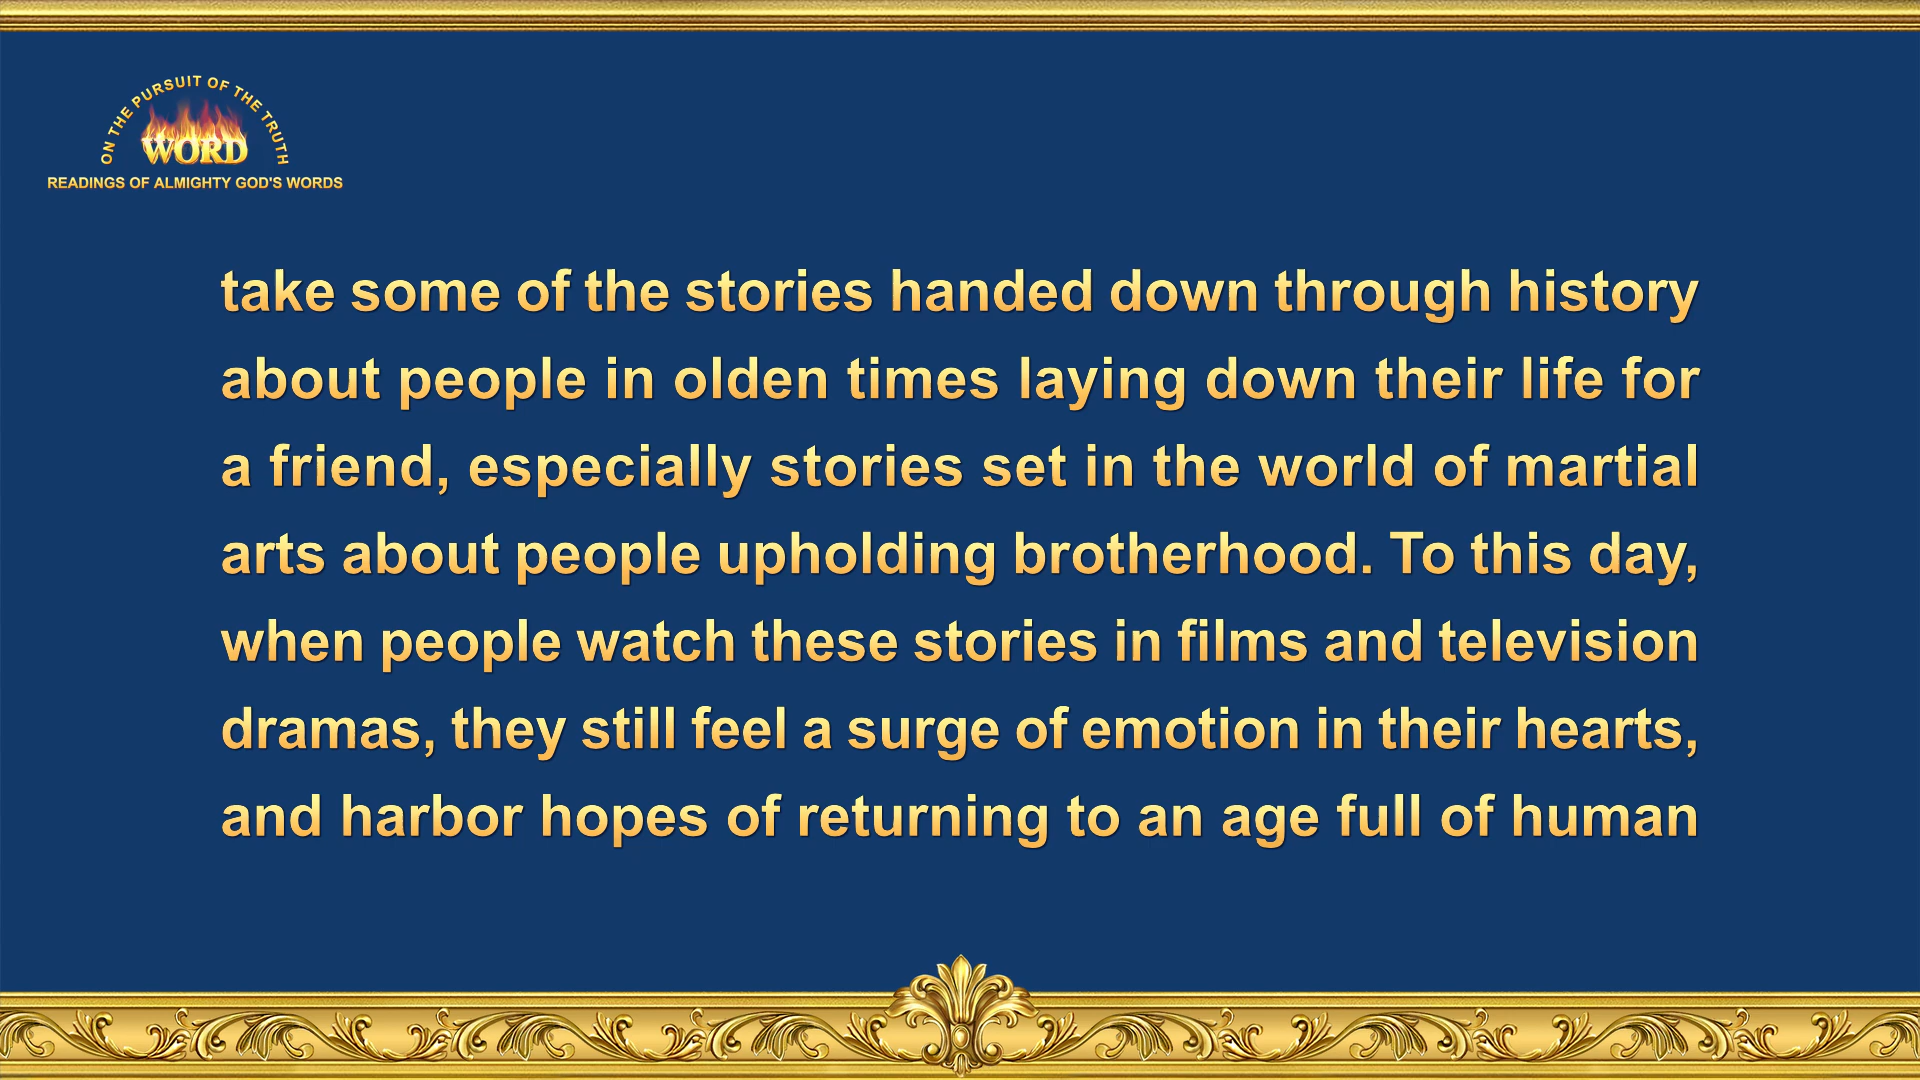 ON THE PURSUIT OF THE TRUTH
WORD
READINGS OF ALMIGHTY GOD'S WORDS
take some of the stories handed down through history
about people in olden times laying down their life for
a friend, especially stories set in the world of martial
arts about people upholding brotherhood. To this day,
when people watch these stories in films and television
dramas, they still feel a surge of emotion in their hearts,
and harbor hopes of returning to an age full of human